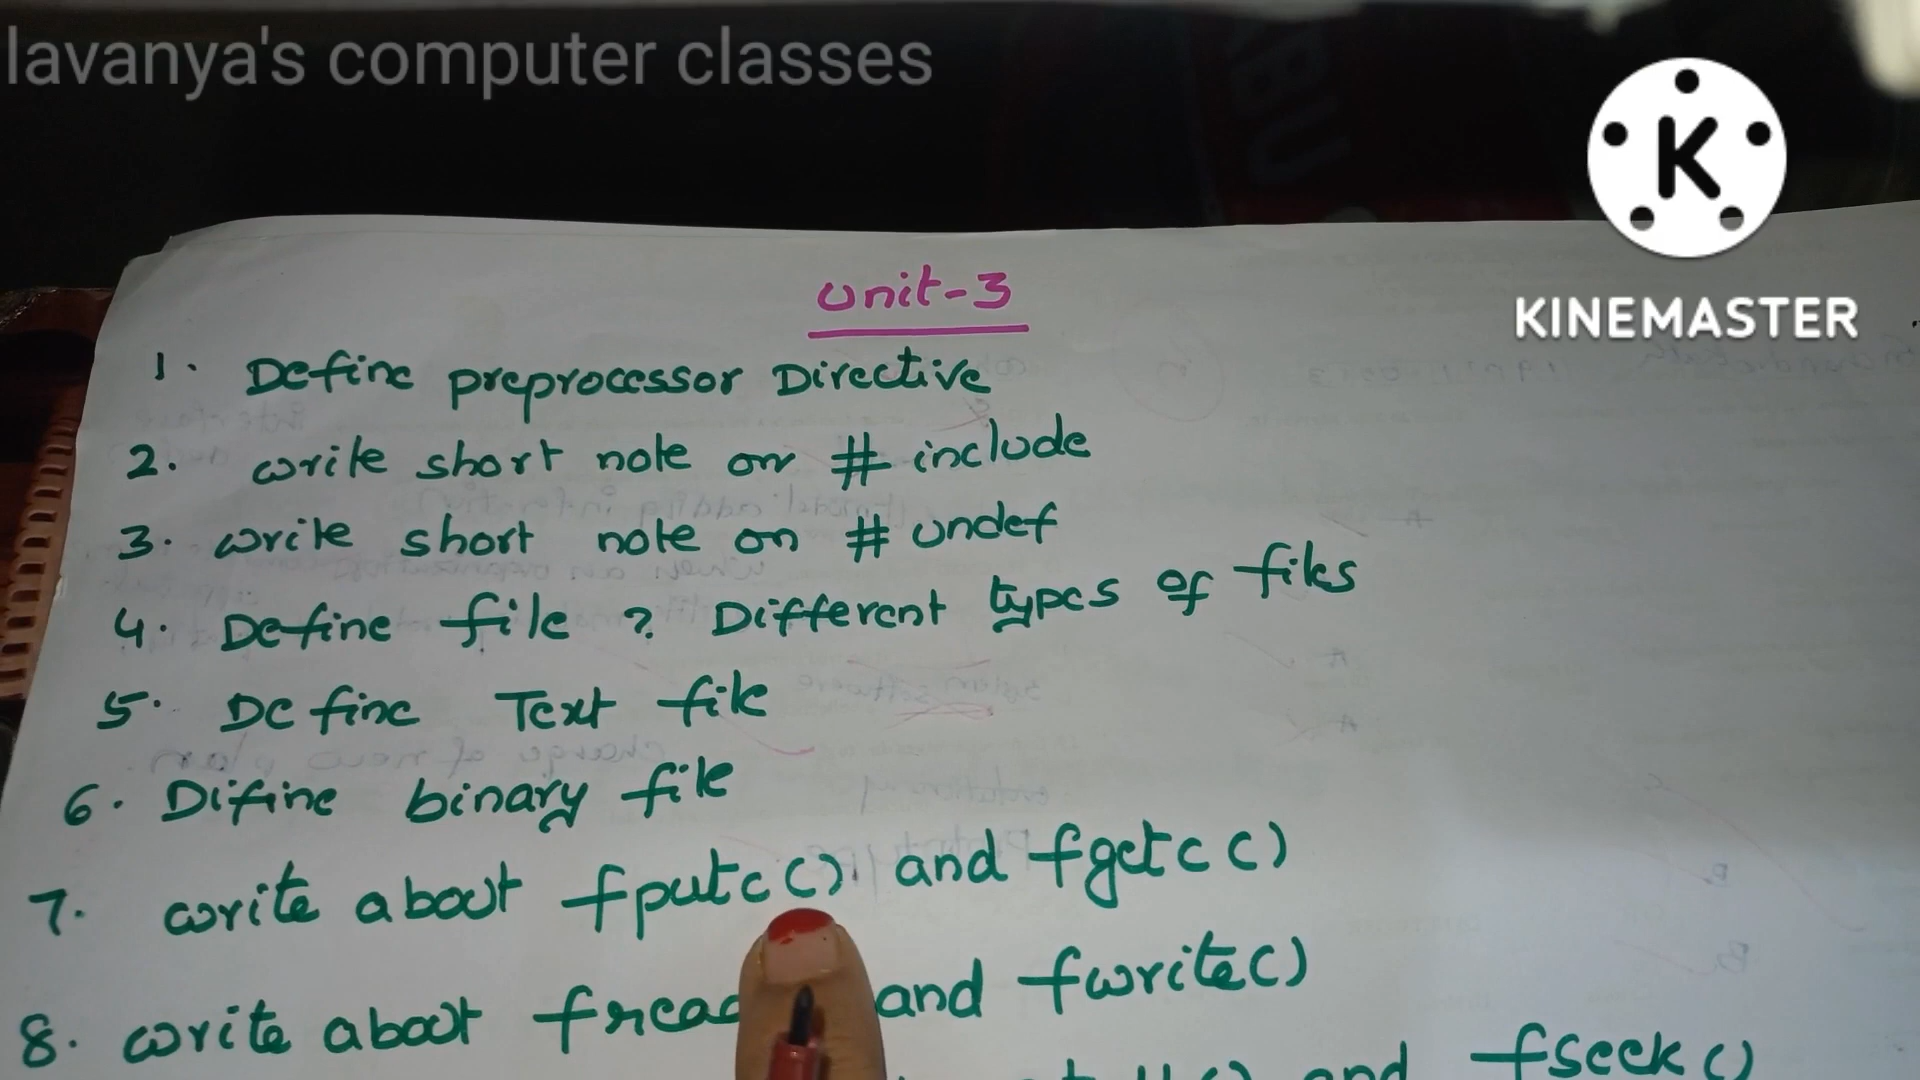 lavanya's computer classes
K
KINEMASTER
Unit-3
1. Define preprocessor Directive
2. write short note on # include
3. write short note on # undef
4. Define file ? Different types of files
5. Define Text file
6. Difine binary file
7. write about fputc() and fgetc()
8. write about and fwrite()
and fseek()